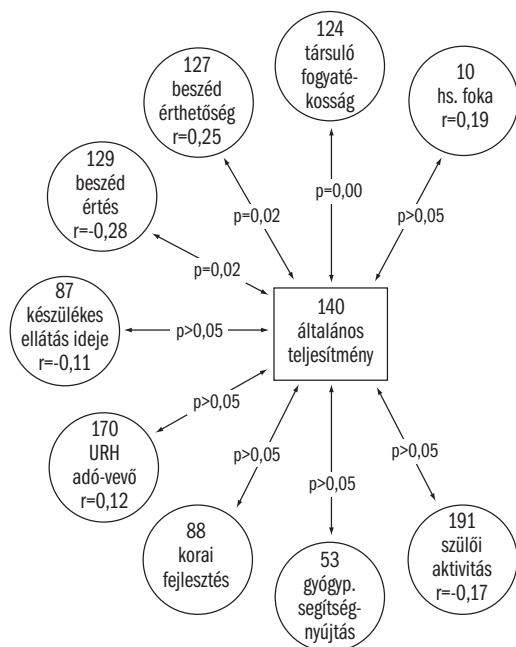 124
társuló
fogyaté-
kosság
127
beszéd
érthetőség
r=0,25
10
hs. foka
r=0,19
129
beszéd
értés
r=-0,28
p=0,02
p=0,00
p>0,05
p=0,02
87
készülékes
ellátás ideje
r=-0,11
p>0,05
140
általános
teljesítmény
p>0,05
170
URH
adó-vevő
r=0,12
p>0,05
p>0,05
p>0,05
88
korai
fejlesztés
53
gyógyp.
segítség-
nyújtás
191
szülői
aktivitás
r=-0,17